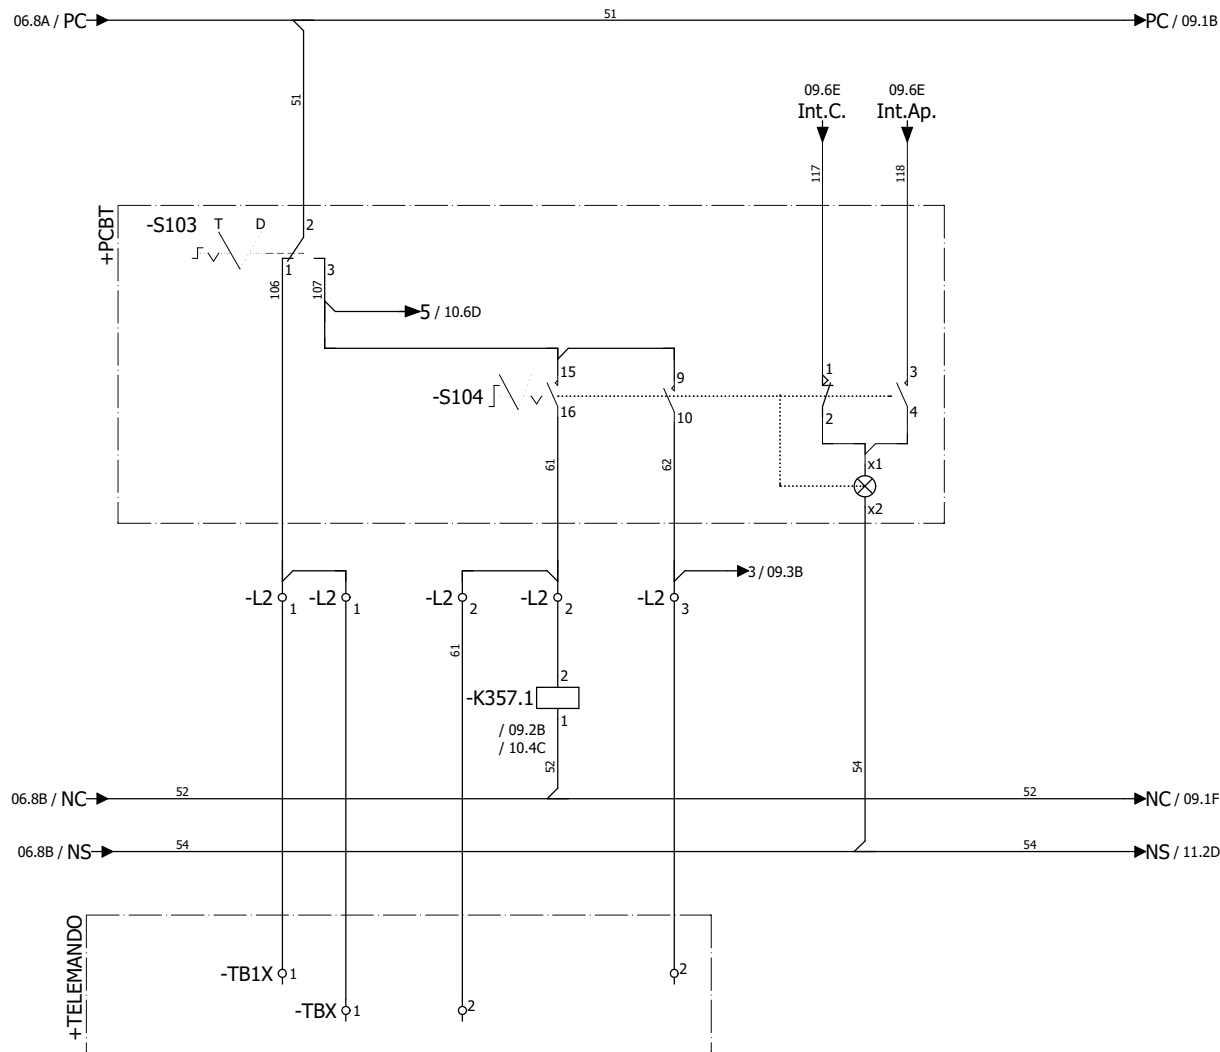 06.8A / PC
51
PC / 09.1B
51
09.6E
Int.C.
09.6E
Int.Ap.
117
118
+PCBT
-S103
T
D
2
1
3
106
107
5 / 10.6D
-S104
15
16
9
10
1
2
3
4
61
62
x1
x2
3 / 09.3B
-L2
1
-L2
1
-L2
2
-L2
2
-L2
3
61
2
-K357.1
1
/ 09.2B
/ 10.4C
52
54
06.8B / NC
52
52
NC / 09.1F
06.8B / NS
54
54
NS / 11.2D
+TELEMANDO
-TB1X
1
2
-TBX
1
2